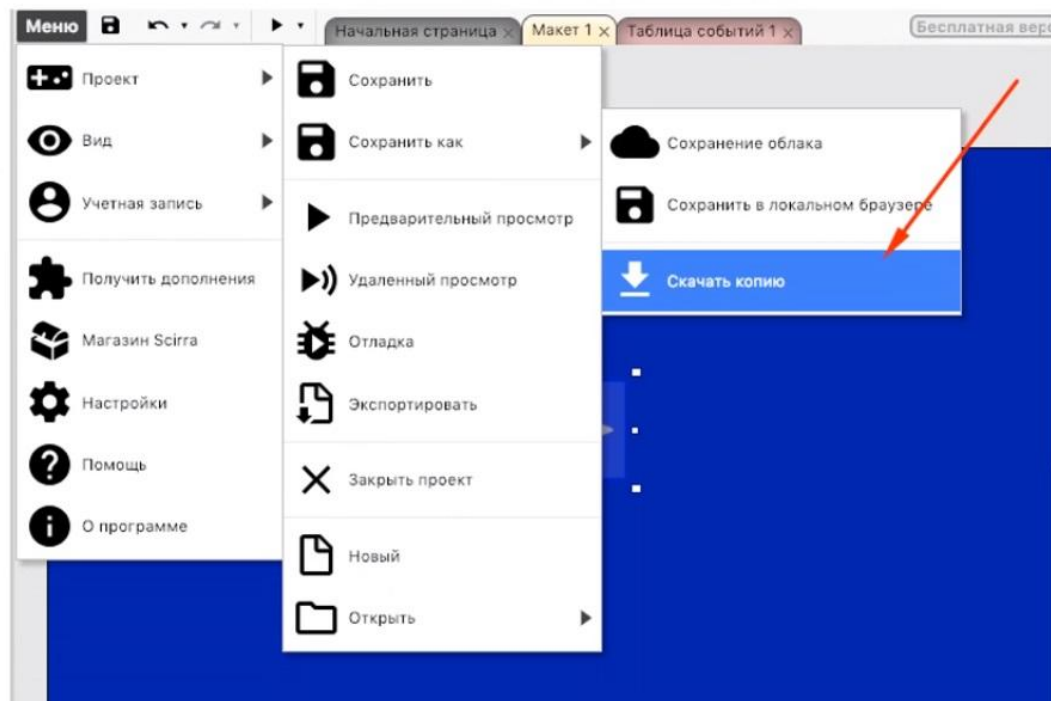 Меню
Начальная страница
Макет 1
Таблица событий 1
Бесплатная
Проект
Вид
Учетная запись
Получить дополнения
Магазин Scirra
Настройки
Помощь
О программе
Сохранить
Сохранить как
Предварительный просмотр
Удаленный просмотр
Отладка
Экспортировать
Закрыть проект
Новый
Открыть
Сохранение облака
Сохранить в локальном браузере
Скачать копию